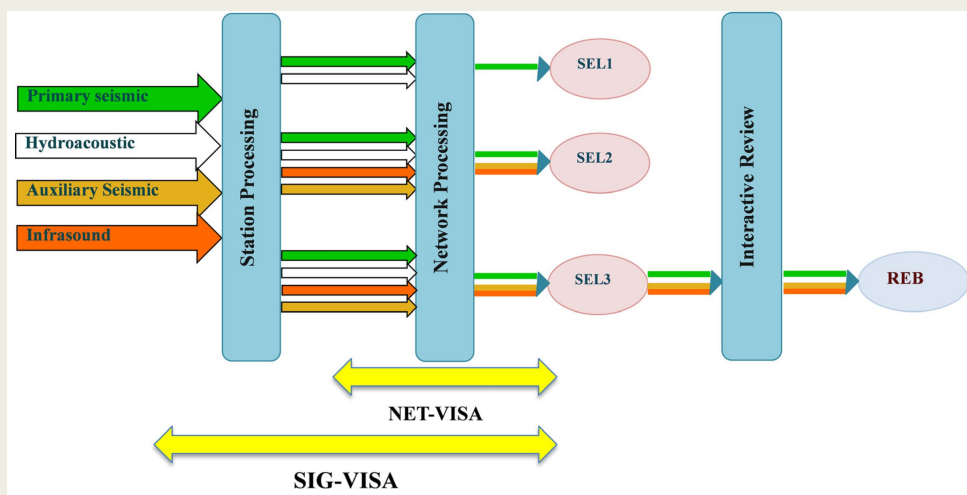 Primary seismic
Hydroacoustic
Auxiliary Seismic
Infrasound
Station Processing
Network Processing
SEL1
SEL2
SEL3
Interactive Review
REB
NET-VISA
SIG-VISA